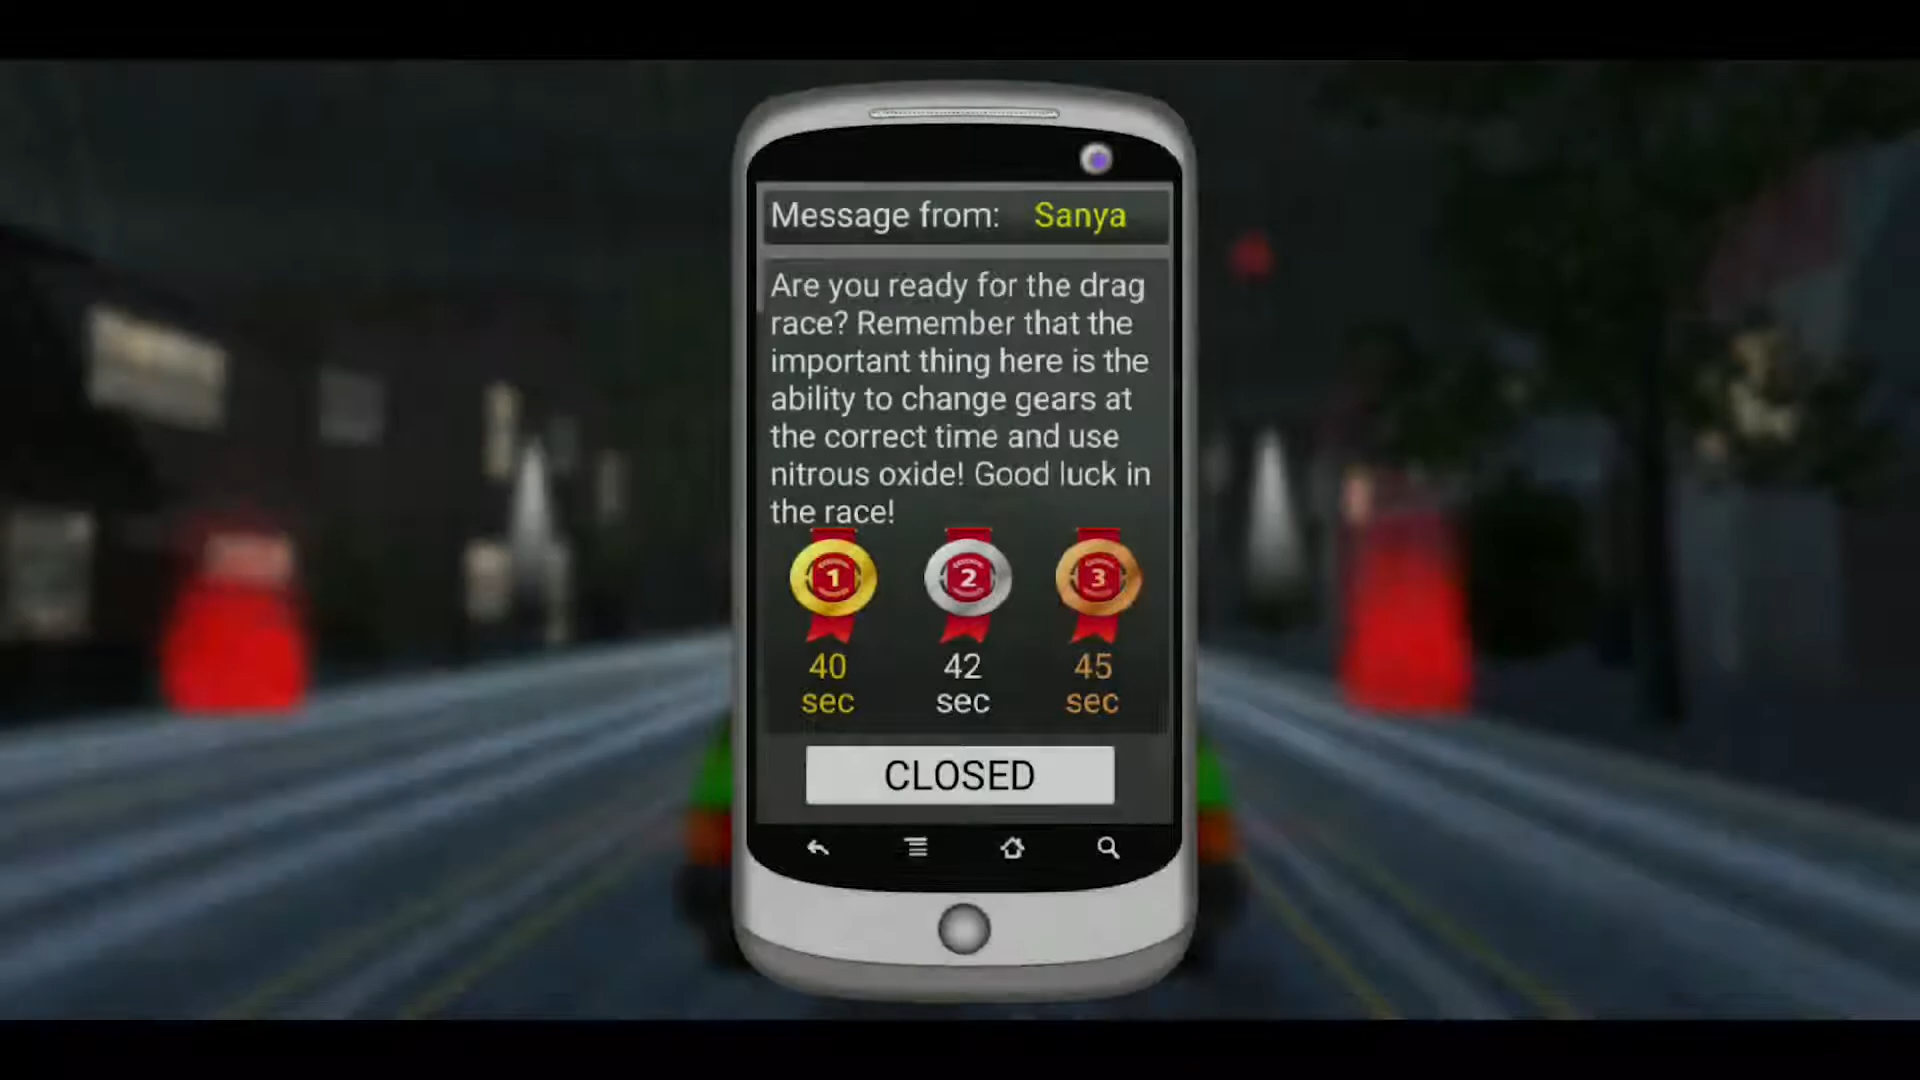 Message from: Sanya
Are you ready for the drag
race? Remember that the
important thing here is the
ability to change gears at
the correct time and use
nitrous oxide! Good luck in
the race!
1 2 3
40 42 45
sec sec sec
CLOSED